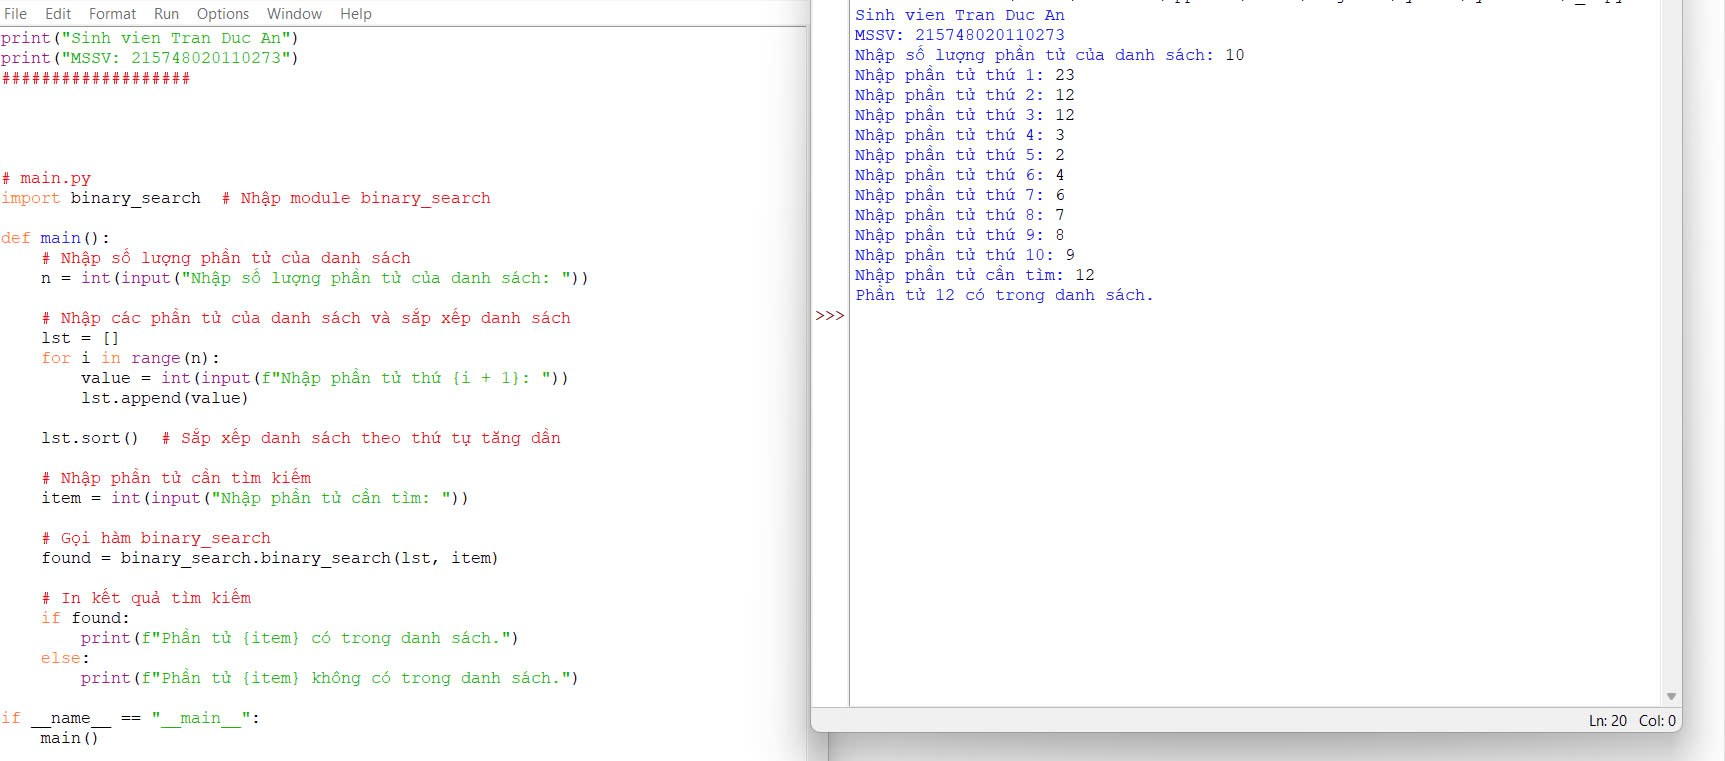 File Edit Format Run Options Window Help
print("Sinh vien Tran Duc An")
print("MSSV: 215748020110273")
###################
# main.py
import binary_search  # Nhập module binary_search
def main():
    # Nhập số lượng phần tử của danh sách
    n = int(input("Nhập số lượng phần tử của danh sách: "))
    # Nhập các phần tử của danh sách và sắp xếp danh sách
    lst = []
    for i in range(n):
        value = int(input(f"Nhập phần tử thứ {i + 1}: "))
        lst.append(value)
    lst.sort()  # Sắp xếp danh sách theo thứ tự tăng dần
    # Nhập phần tử cần tìm kiếm
    item = int(input("Nhập phần tử cần tìm: "))
    # Gọi hàm binary_search
    found = binary_search.binary_search(lst, item)
    # In kết quả tìm kiếm
    if found:
        print(f"Phần tử {item} có trong danh sách.")
    else:
        print(f"Phần tử {item} không có trong danh sách.")
if __name__ == "__main__":
    main()
Sinh vien Tran Duc An
MSSV: 215748020110273
Nhập số lượng phần tử của danh sách: 10
Nhập phần tử thứ 1: 23
Nhập phần tử thứ 2: 12
Nhập phần tử thứ 3: 12
Nhập phần tử thứ 4: 3
Nhập phần tử thứ 5: 2
Nhập phần tử thứ 6: 4
Nhập phần tử thứ 7: 6
Nhập phần tử thứ 8: 7
Nhập phần tử thứ 9: 8
Nhập phần tử thứ 10: 9
Nhập phần tử cần tìm: 12
Phần tử 12 có trong danh sách.
>>>
Ln: 20 Col: 0